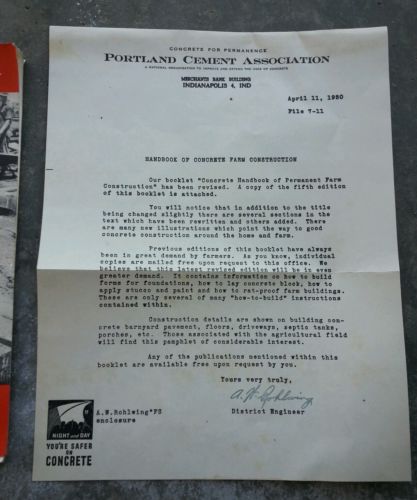 CONCRETE FOR PERMANENCE
PORTLAND CEMENT ASSOCIATION
A NATIONAL ORGANIZATION TO IMPROVE AND EXTEND THE USES OF CONCRETE
MERCHANTS BANK BUILDING
INDIANAPOLIS 4, IND
April 11, 1950
File 7-11
HANDBOOK OF CONCRETE FARM CONSTRUCTION
Our booklet "Concrete Handbook of Permanent Farm
Construction" has been revised. A copy of the fifth edition
of this booklet is attached.
You will notice that in addition to the title
being changed slightly there are several sections in the
text which have been rewritten and others added. There
are many new illustrations which point the way to good
concrete construction around the home and farm.
Previous editions of this booklet have always
been in great demand by farmers. As you know, individual
copies are mailed free upon request to this office. We
believe that this latest revised edition will be in even
greater demand. It contains information on how to build
forms for foundations, how to lay concrete block, how to
apply stucco and paint and how to rat-proof farm buildings.
These are only several of many "how-to-build" instructions
contained within.
Construction details are shown on building con-
crete barnyard pavement, floors, driveways, septic tanks,
porches, etc. Those associated with the agricultural field
will find this pamphlet of considerable interest.
Any of the publications mentioned within this
booklet are available free upon request by you.
Yours very truly,
A. W. Rohlwing
A.W.Rohlwing*FS
District Engineer
enclosure
NIGHT and DAY
YOU'RE SAFER
ON
CONCRETE